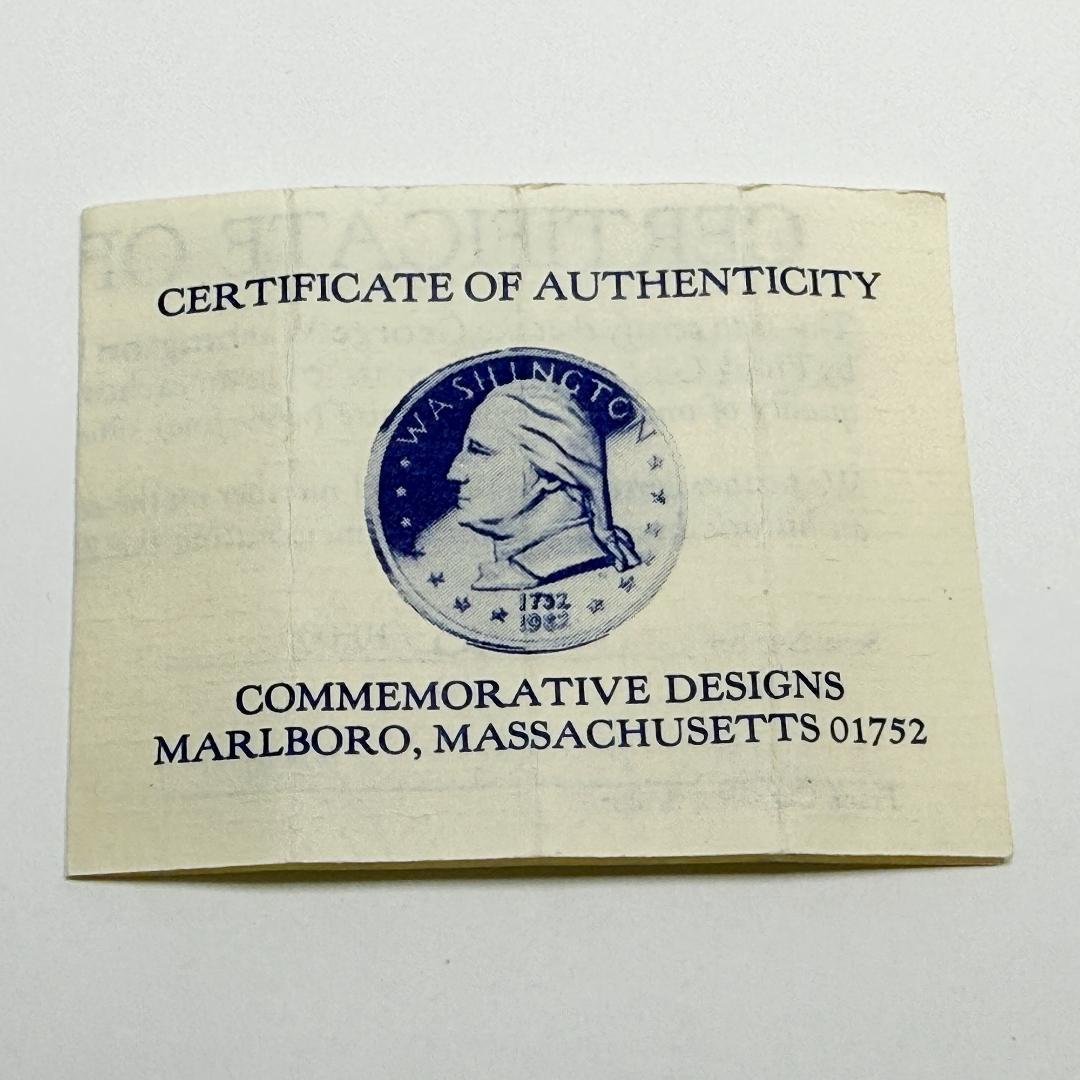 CERTIFICATE OF AUTHENTICITY
WASHINGTON
1732
1982
COMMEMORATIVE DESIGNS
MARLBORO, MASSACHUSETTS 01752